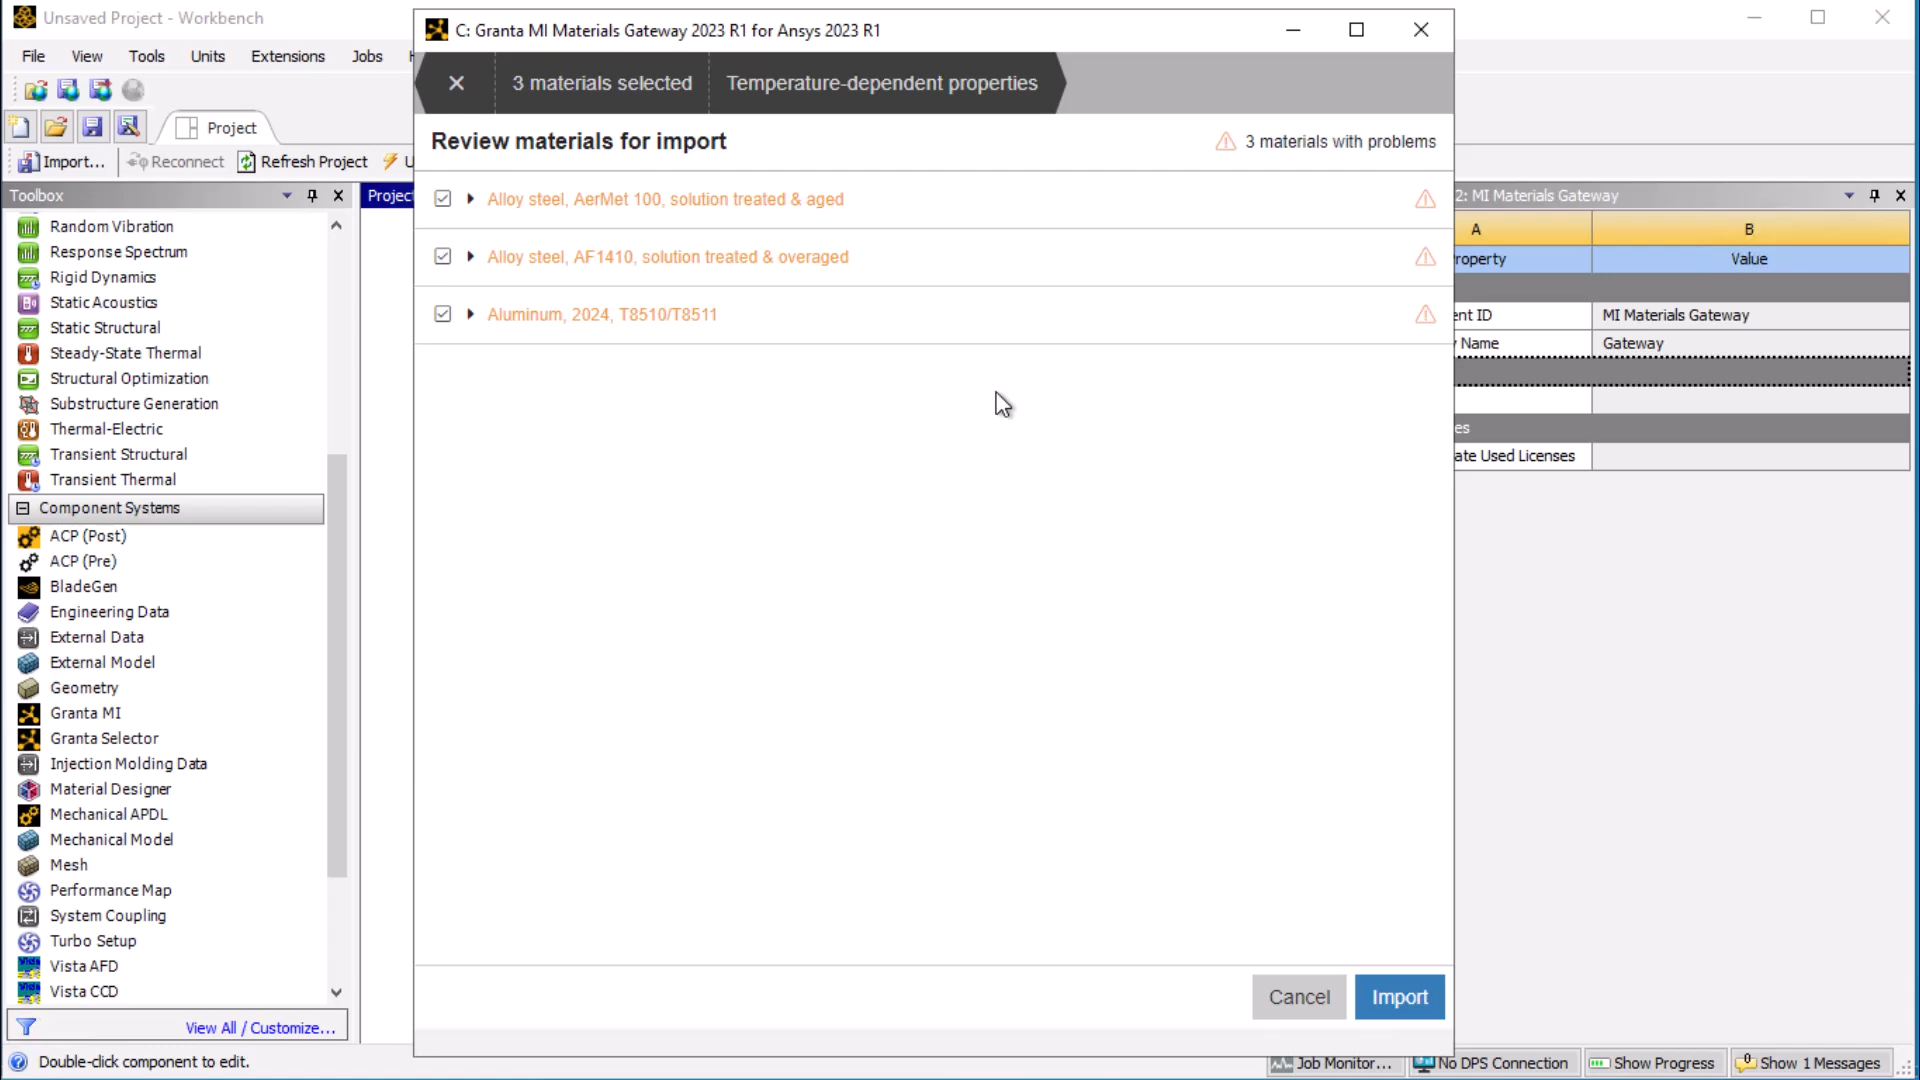 Unsaved Project - Workbench
File View Tools Units Extensions Jobs
Project
Import... Reconnect Refresh Project
Toolbox
Random Vibration
Response Spectrum
Rigid Dynamics
Static Acoustics
Static Structural
Steady-State Thermal
Structural Optimization
Substructure Generation
Thermal-Electric
Transient Structural
Transient Thermal
Component Systems
ACP (Post)
ACP (Pre)
BladeGen
Engineering Data
External Data
External Model
Geometry
Granta MI
Granta Selector
Injection Molding Data
Material Designer
Mechanical APDL
Mechanical Model
Mesh
Performance Map
System Coupling
Turbo Setup
Vista AFD
Vista CCD
View All / Customize...
Double-click component to edit.
C: Granta MI Materials Gateway 2023 R1 for Ansys 2023 R1
3 materials selected Temperature-dependent properties
Review materials for import
3 materials with problems
Alloy steel, AerMet 100, solution treated & aged
Alloy steel, AF1410, solution treated & overaged
Aluminum, 2024, T8510/T8511
Cancel Import
2: MI Materials Gateway
A B
roperty Value
ent ID MI Materials Gateway
Name Gateway
es
ate Used Licenses
Job Monitor... No DPS Connection Show Progress Show 1 Messages